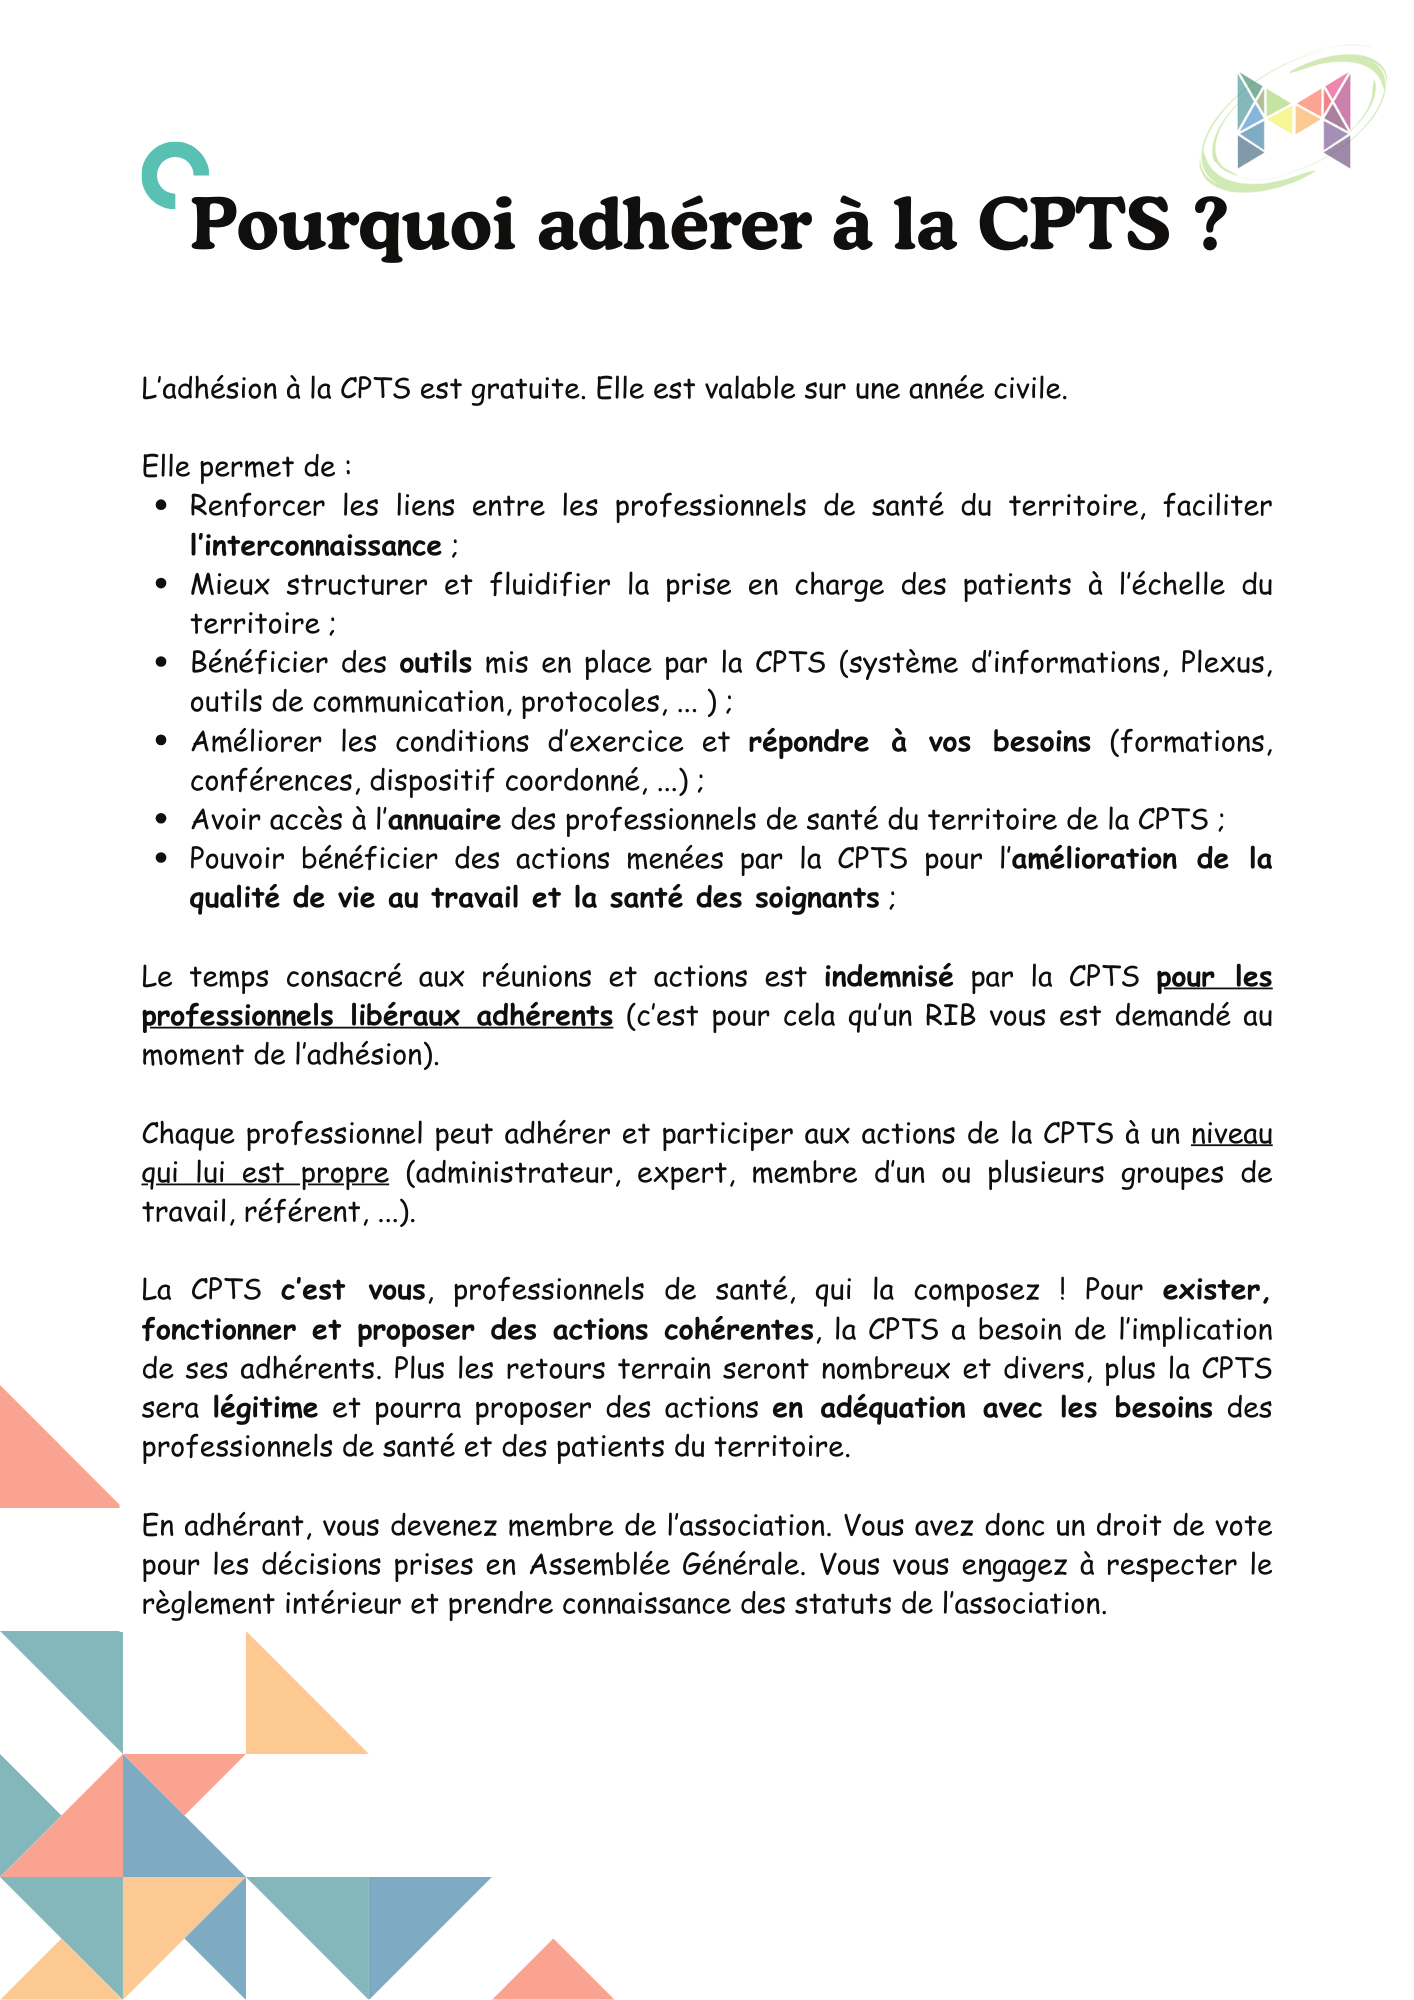 Pourquoi adhérer à la CPTS ?
L’adhésion à la CPTS est gratuite. Elle est valable sur une année civile.
Elle permet de :
• Renforcer les liens entre les professionnels de santé du territoire, faciliter
l’interconnaissance ;
• Mieux structurer et fluidifier la prise en charge des patients à l’échelle du
territoire ;
• Bénéficier des outils mis en place par la CPTS (système d’informations, Plexus,
outils de communication, protocoles, ... ) ;
• Améliorer les conditions d’exercice et répondre à vos besoins (formations,
conférences, dispositif coordonné, ...) ;
• Avoir accès à l’annuaire des professionnels de santé du territoire de la CPTS ;
• Pouvoir bénéficier des actions menées par la CPTS pour l’amélioration de la
qualité de vie au travail et la santé des soignants ;
Le temps consacré aux réunions et actions est indemnisé par la CPTS pour les
professionnels libéraux adhérents (c’est pour cela qu’un RIB vous est demandé au
moment de l’adhésion).
Chaque professionnel peut adhérer et participer aux actions de la CPTS à un niveau
qui lui est propre (administrateur, expert, membre d’un ou plusieurs groupes de
travail, référent, ...).
La CPTS c’est vous, professionnels de santé, qui la composez ! Pour exister,
fonctionner et proposer des actions cohérentes, la CPTS a besoin de l’implication
de ses adhérents. Plus les retours terrain seront nombreux et divers, plus la CPTS
sera légitime et pourra proposer des actions en adéquation avec les besoins des
professionnels de santé et des patients du territoire.
En adhérant, vous devenez membre de l’association. Vous avez donc un droit de vote
pour les décisions prises en Assemblée Générale. Vous vous engagez à respecter le
règlement intérieur et prendre connaissance des statuts de l’association.